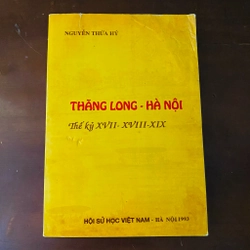 NGUYỄN THỪA HỶ
THĂNG LONG - HÀ NỘI
Thế kỷ XVII - XVIII-XIX
HỘI SỬ HỌC VIỆT NAM - HÀ NỘI 1993